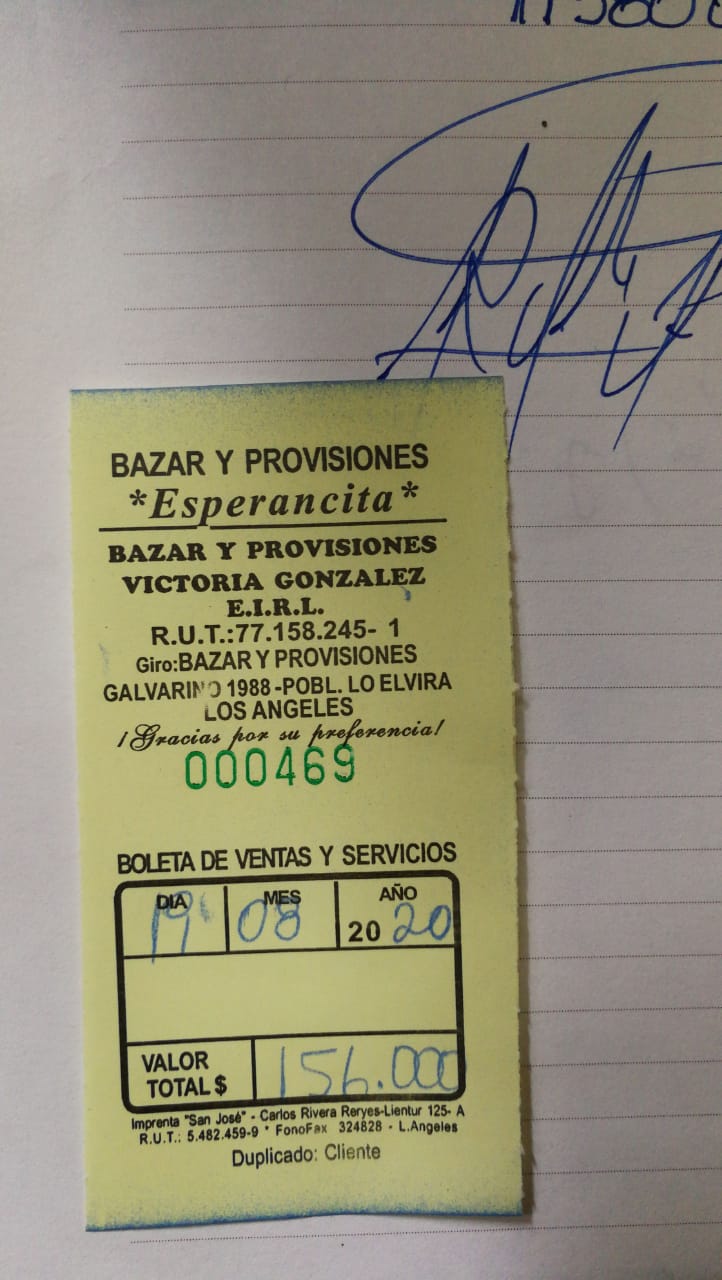 BAZAR Y PROVISIONES
*Esperancita*
BAZAR Y PROVISIONES
VICTORIA GONZALEZ
E.I.R.L.
R.U.T.:77.158.245- 1
Giro:BAZAR Y PROVISIONES
GALVARINO 1988-POBL. LO ELVIRA
LOS ANGELES
¡Gracias por su preferencia!
000469
BOLETA DE VENTAS Y SERVICIOS
DIA MES AÑO
19 08 20 20
VALOR
TOTAL $ 156.000
Imprenta "San José" - Carlos Rivera Reryes-Lientur 125- A
R.U.T.: 5.482.459-9 * FonoFax 324828 - L.Angeles
Duplicado: Cliente